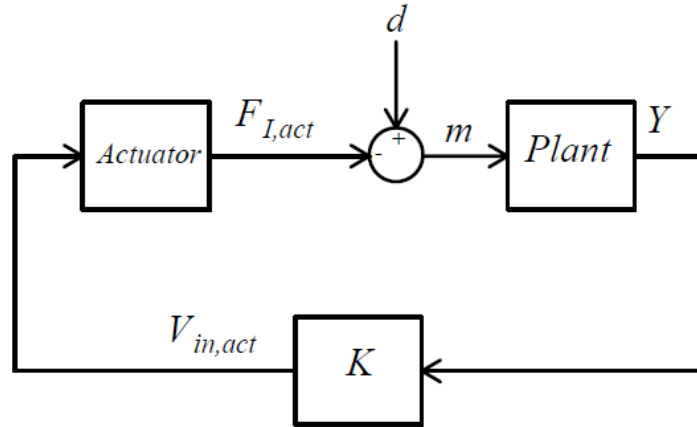 d
F_{I,act}
+
m
Y
Actuator
-
Plant
V_{in,act}
K